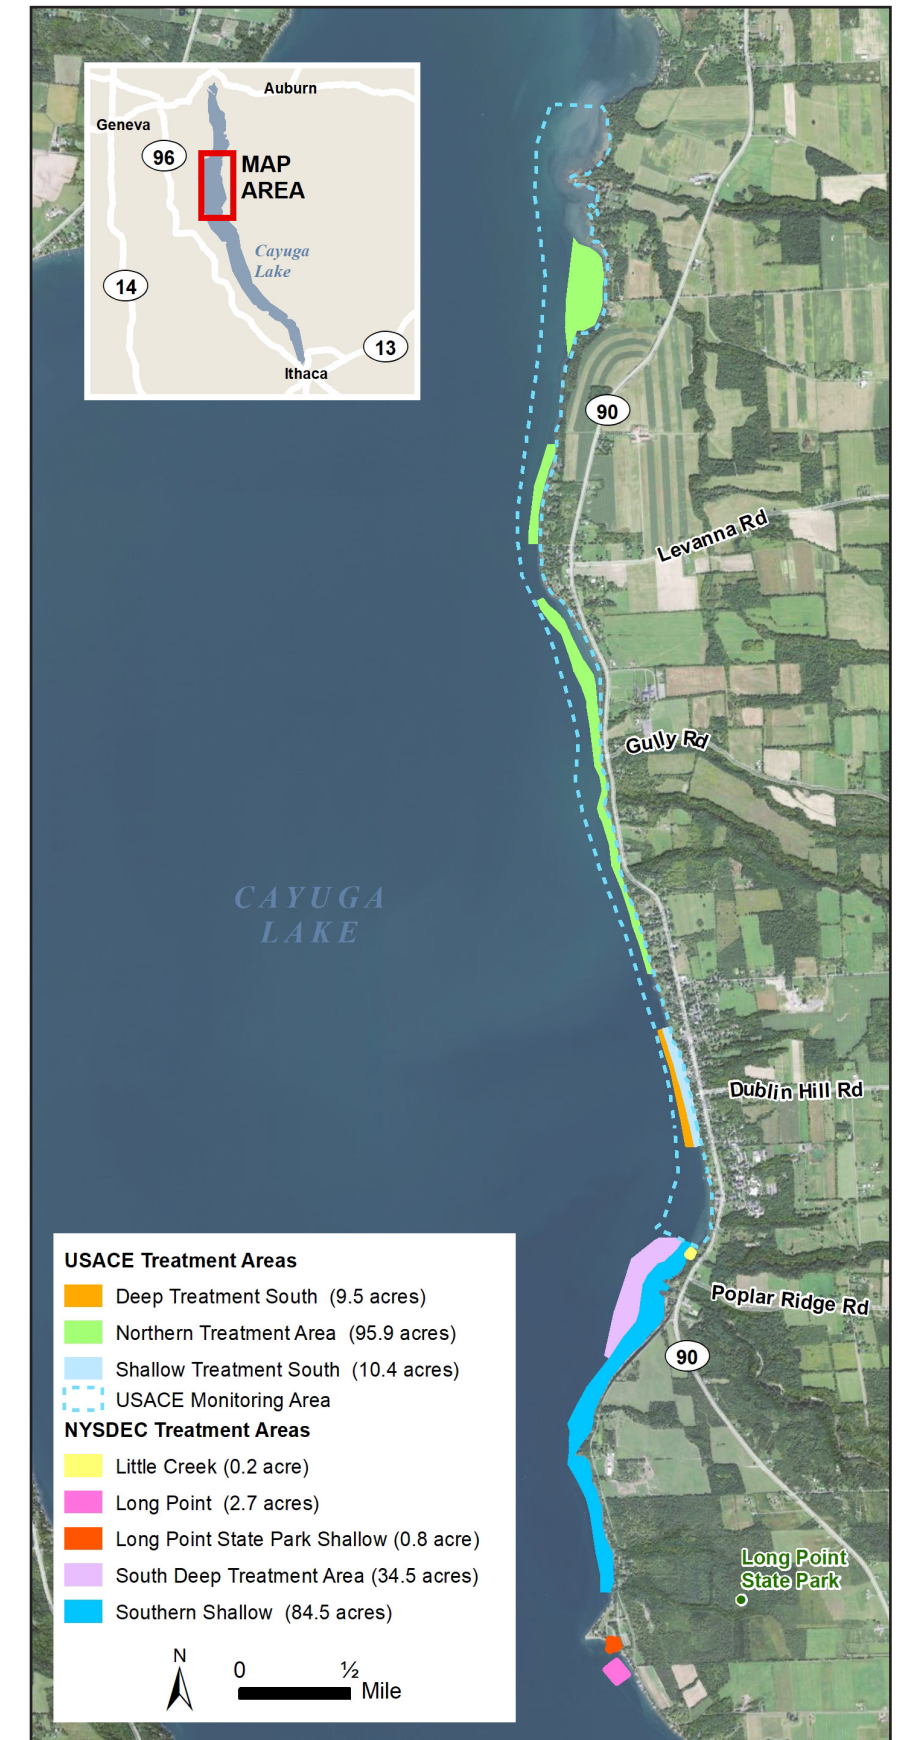 Auburn
Geneva
96
MAP
AREA
Cayuga
Lake
14
13
Ithaca
90
Levanna Rd
Gully Rd
CAYUGA
LAKE
Dublin Hill Rd
Poplar Ridge Rd
90
Long Point
State Park
USACE Treatment Areas
Deep Treatment South (9.5 acres)
Northern Treatment Area (95.9 acres)
Shallow Treatment South (10.4 acres)
USACE Monitoring Area
NYSDEC Treatment Areas
Little Creek (0.2 acre)
Long Point (2.7 acres)
Long Point State Park Shallow (0.8 acre)
South Deep Treatment Area (34.5 acres)
Southern Shallow (84.5 acres)
N
0 ½
Mile